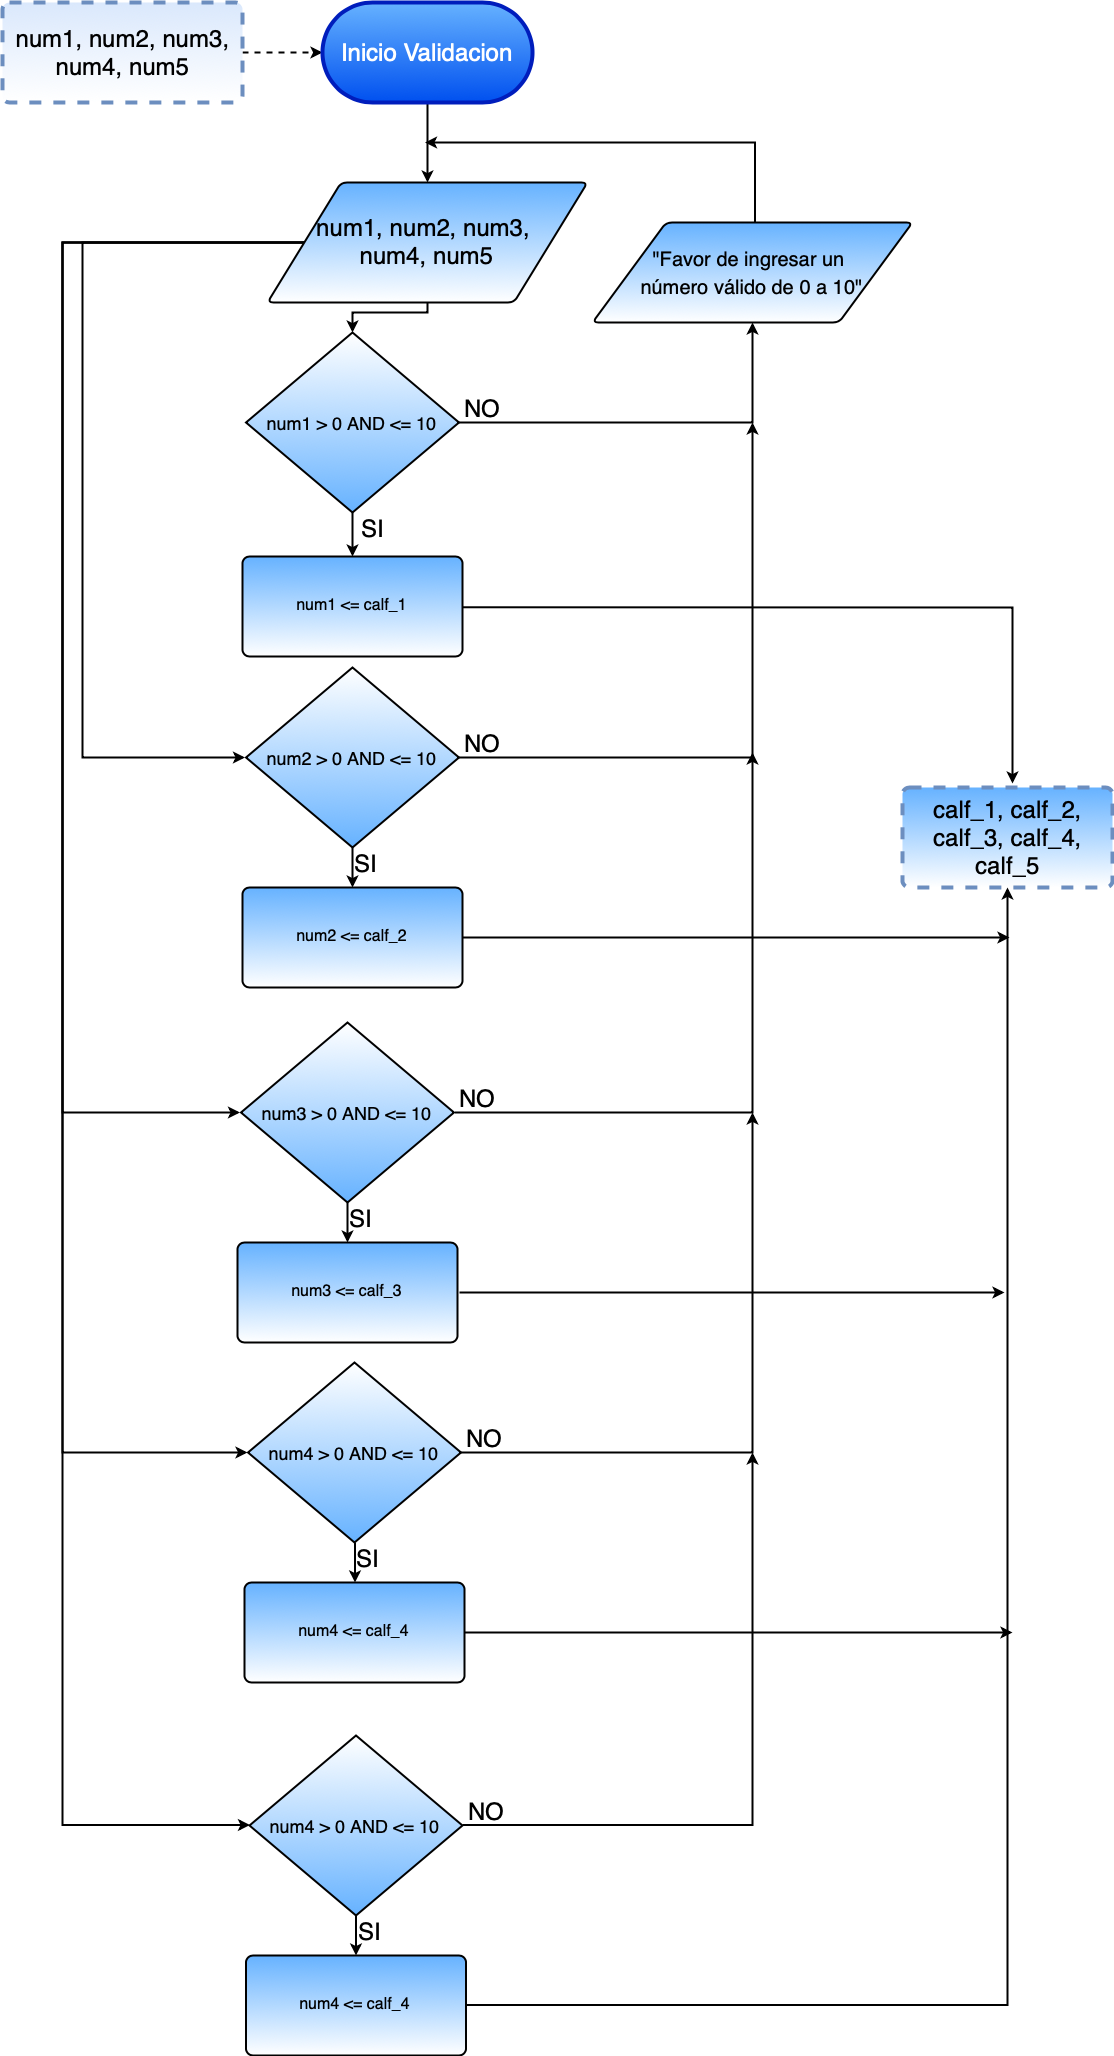 num1, num2, num3,
num4, num5
Inicio Validacion
num1, num2, num3,
num4, num5
"Favor de ingresar un
número válido de 0 a 10"
num1 > 0 AND <= 10
NO
SI
num1 <= calf_1
num2 > 0 AND <= 10
NO
SI
num2 <= calf_2
calf_1, calf_2,
calf_3, calf_4,
calf_5
num3 > 0 AND <= 10
NO
SI
num3 <= calf_3
num4 > 0 AND <= 10
NO
SI
num4 <= calf_4
num4 > 0 AND <= 10
NO
SI
num4 <= calf_4